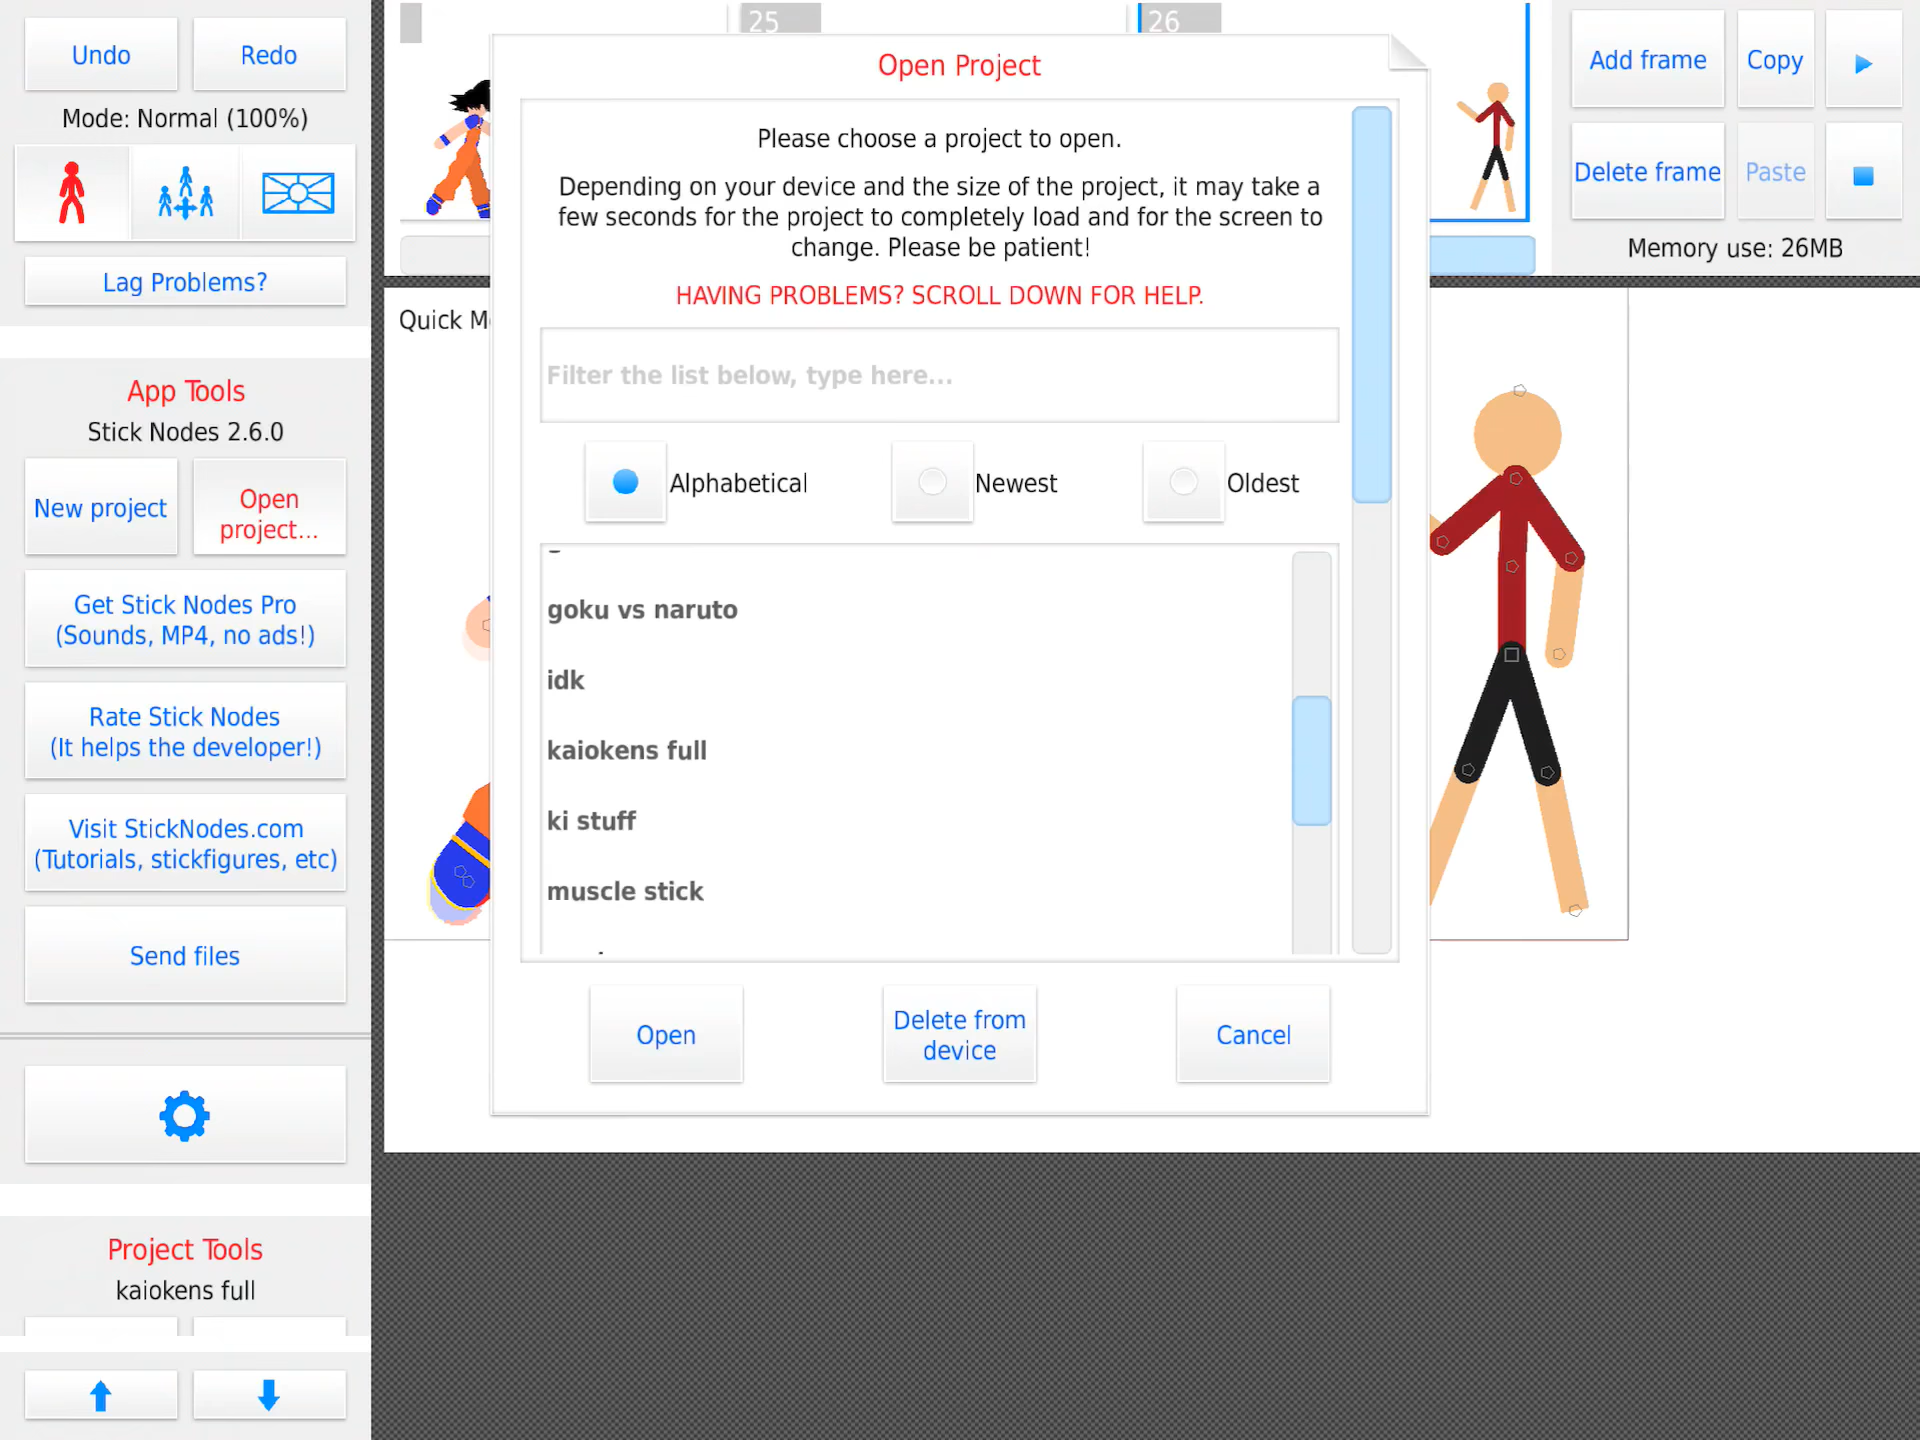 Undo
Redo
Mode: Normal (100%)
Lag Problems?
App Tools
Stick Nodes 2.6.0
New project
Open
project...
Get Stick Nodes Pro
(Sounds, MP4, no ads!)
Rate Stick Nodes
(It helps the developer!)
Visit StickNodes.com
(Tutorials, stickfigures, etc)
Send files
Project Tools
kaiokens full
25
26
Add frame
Copy
Delete frame
Paste
Memory use: 26MB
Quick M
Open Project
Please choose a project to open.
Depending on your device and the size of the project, it may take a
few seconds for the project to completely load and for the screen to
change. Please be patient!
HAVING PROBLEMS? SCROLL DOWN FOR HELP.
Filter the list below, type here...
Alphabetical
Newest
Oldest
goku vs naruto
idk
kaiokens full
ki stuff
muscle stick
Open
Delete from
device
Cancel